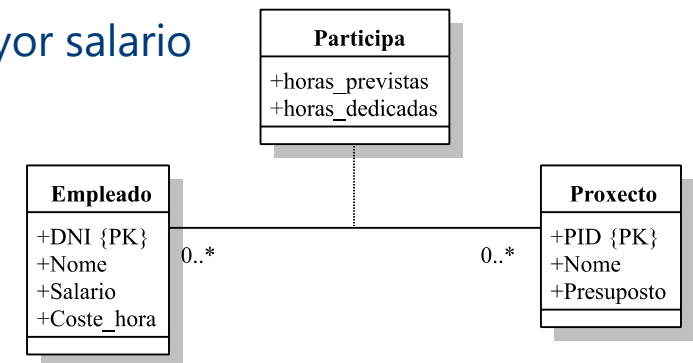 yor salario
Participa
+horas_previstas
+horas_dedicadas
Empleado
+DNI {PK}
+Nome
+Salario
+Coste_hora
0..*
0..*
Proxecto
+PID {PK}
+Nome
+Presuposto